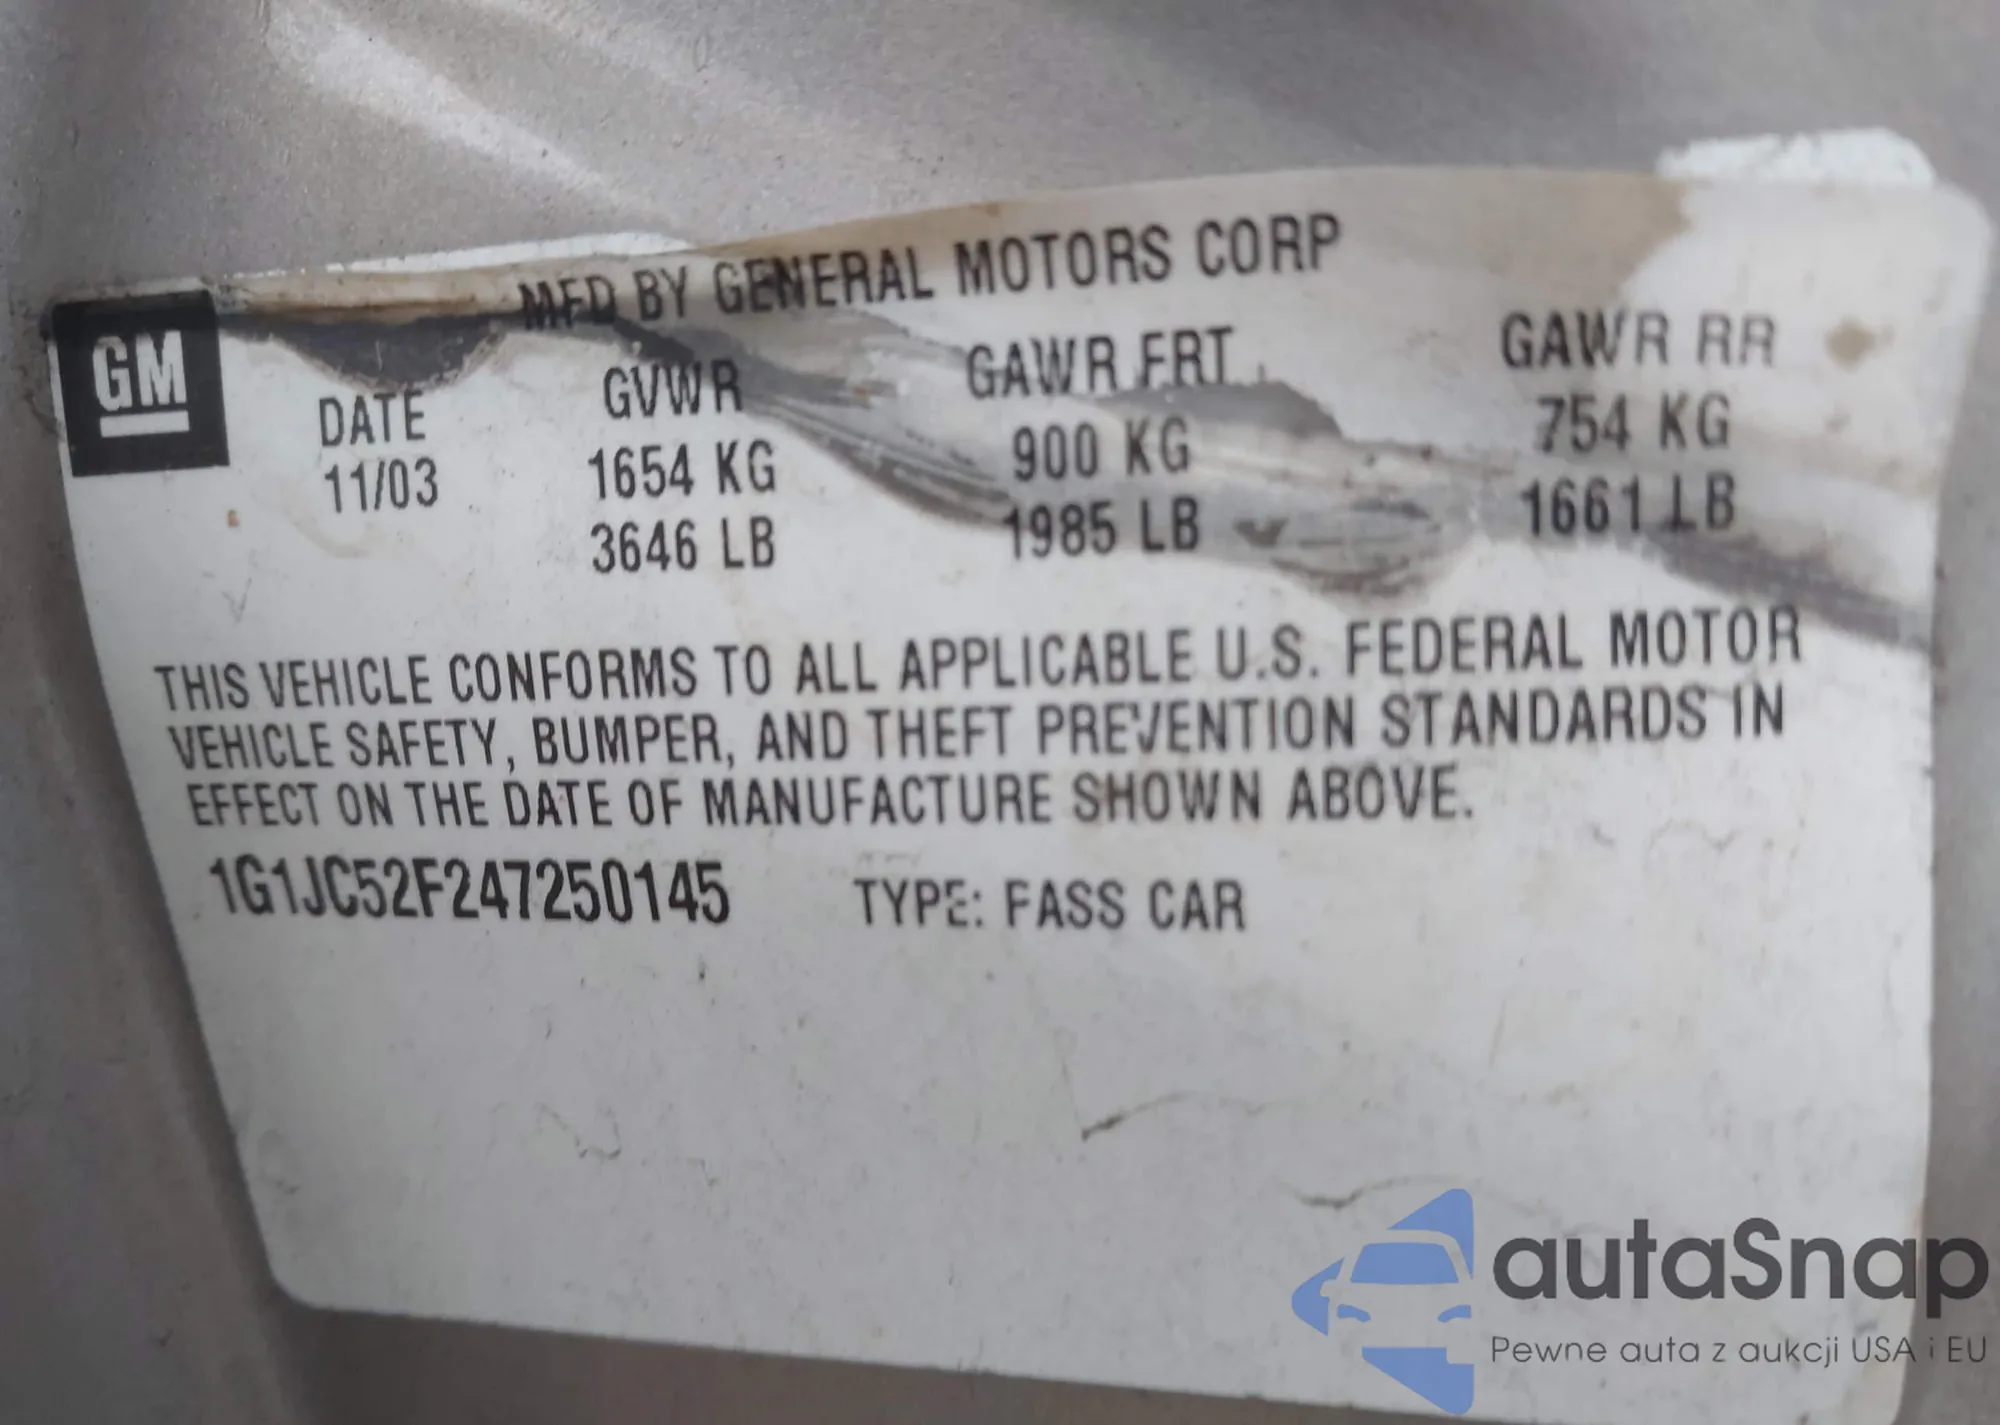 MFD BY GENERAL MOTORS CORP
GM
DATE GVWR GAWR FRT GAWR RR
11/03 1654 KG 900 KG 754 KG
3646 LB 1985 LB 1661 LB
THIS VEHICLE CONFORMS TO ALL APPLICABLE U.S. FEDERAL MOTOR
VEHICLE SAFETY, BUMPER, AND THEFT PREVENTION STANDARDS IN
EFFECT ON THE DATE OF MANUFACTURE SHOWN ABOVE.
1G1JC52F247250145 TYPE: PASS CAR
autaSnap
Pewne auta z aukcji USA i EU